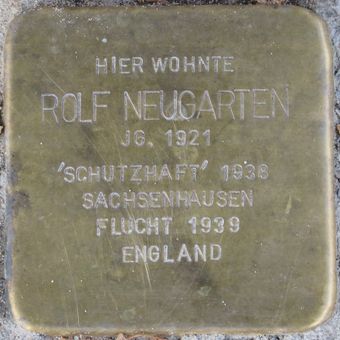 HIER WOHNTE
ROLF NEUGARTEN
JG. 1921
'SCHUTZHAFT' 1938
SACHSENHAUSEN
FLUCHT 1939
ENGLAND